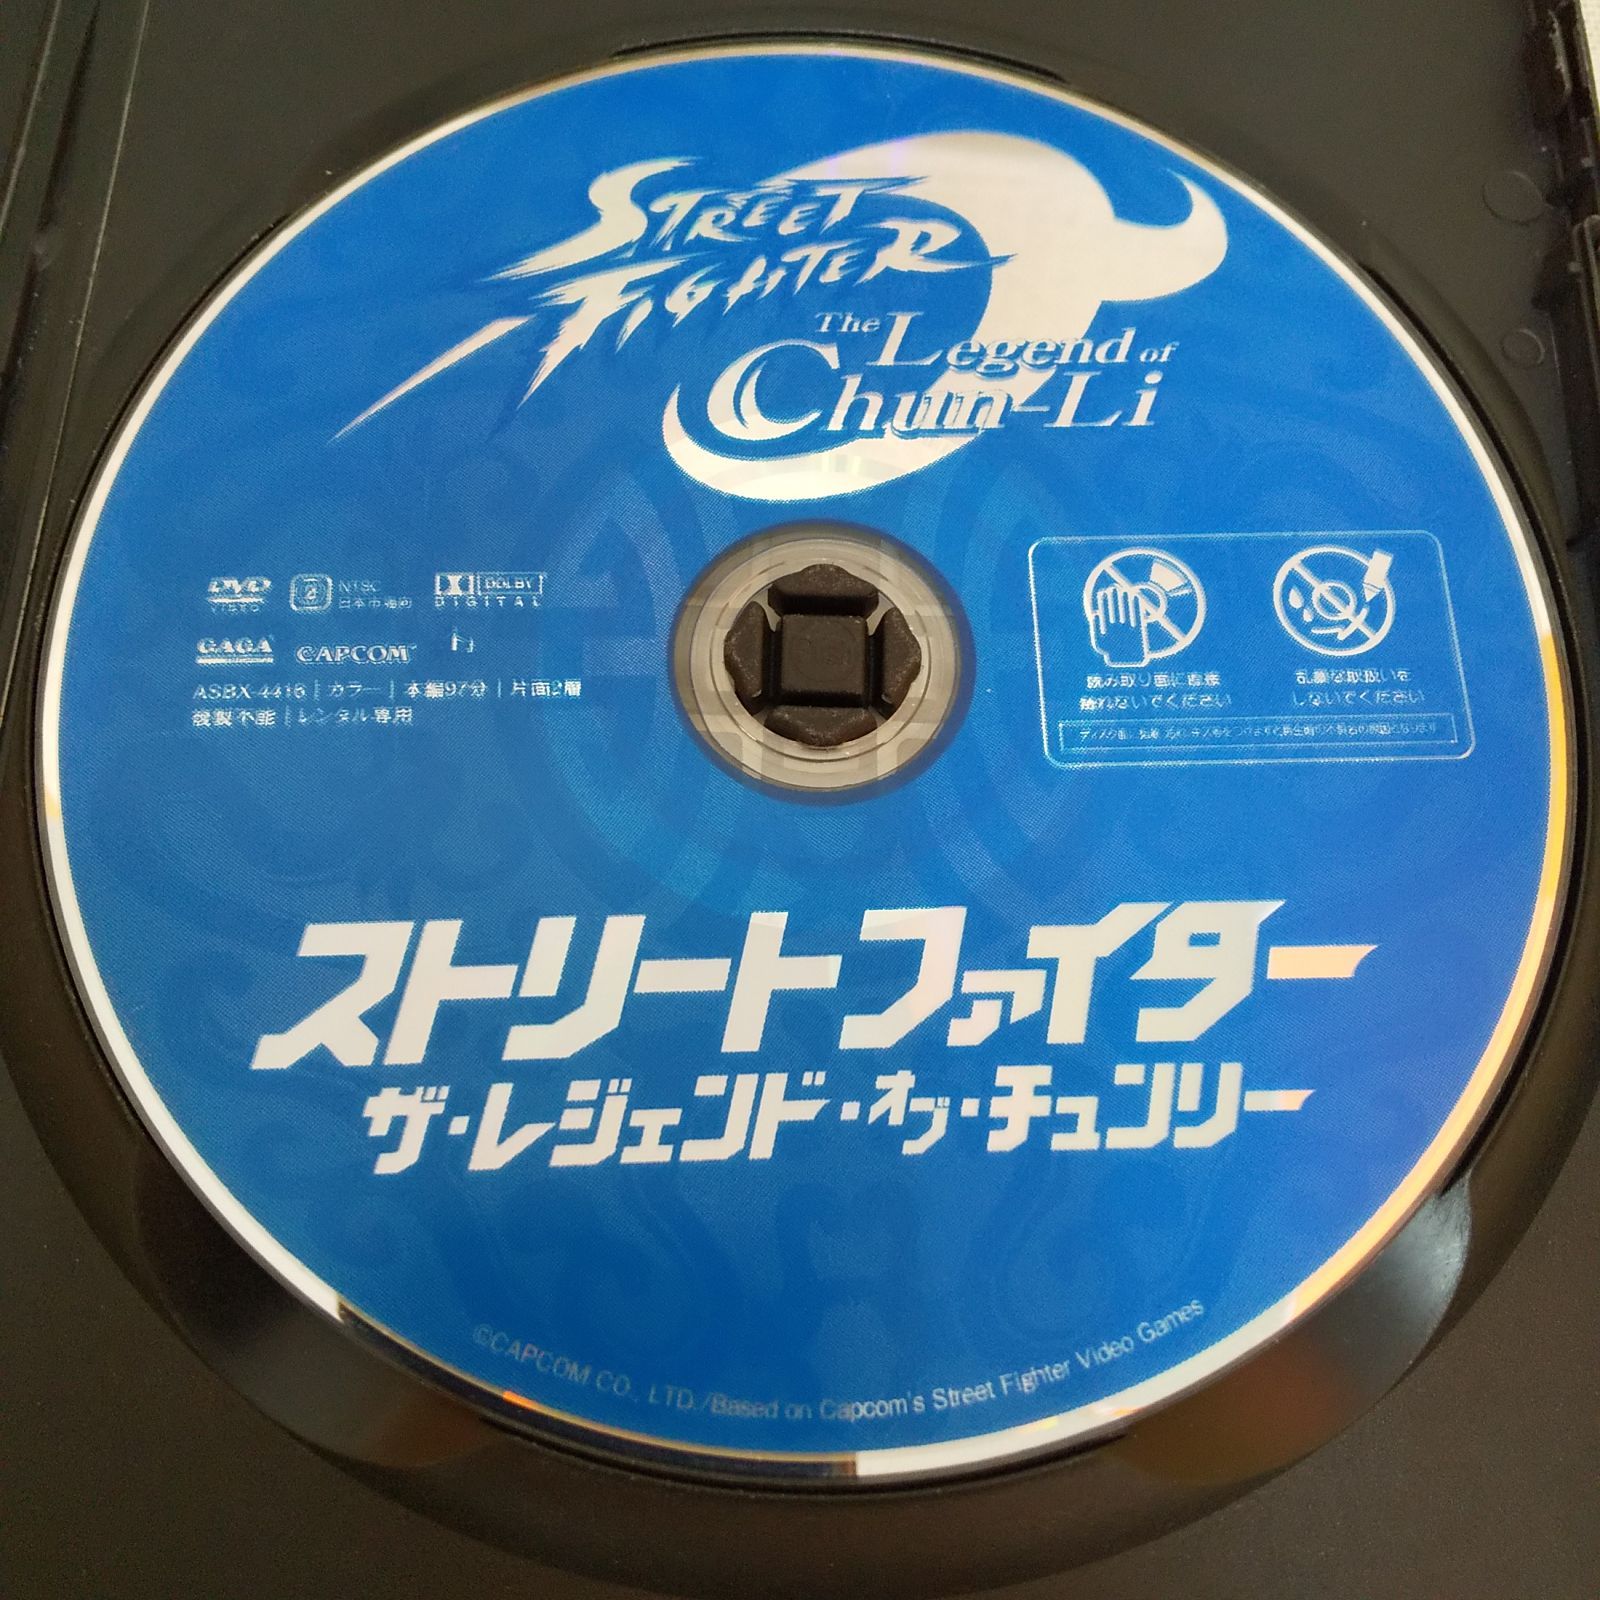 STREET
FIGHTER
The Legend of
Chun-Li
DVD
VIDEO
2
NTSC
日本市場向
DOLBY
DIGITAL
GAGA
CAPCOM
ASBX-4416 | カラー | 本編97分 | 片面2層
複製不能 | レンタル専用
読み取り面に直接
触れないでください
乱暴な取扱いを
しないでください
ストリートファイター
ザ・レジェンド・オブ・チュンリー
©CAPCOM CO., LTD./Based on Capcom's Street Fighter Video Games